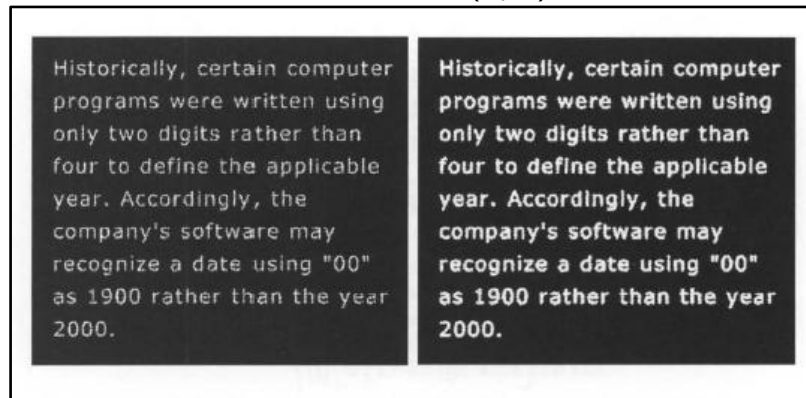 Historically, certain computer
programs were written using
only two digits rather than
four to define the applicable
year. Accordingly, the
company's software may
recognize a date using "00"
as 1900 rather than the year
2000.
Historically, certain computer
programs were written using
only two digits rather than
four to define the applicable
year. Accordingly, the
company's software may
recognize a date using "00"
as 1900 rather than the year
2000.